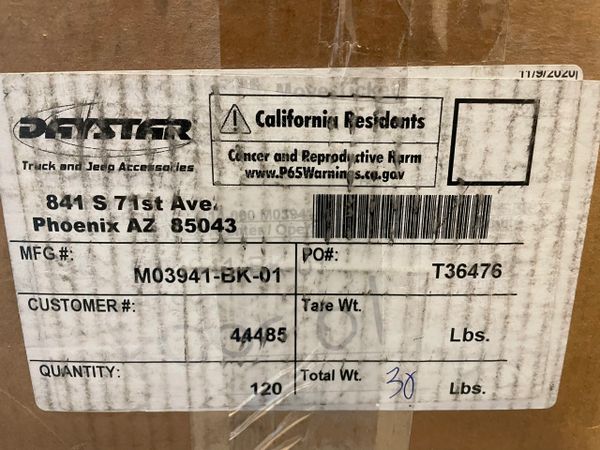 11/9/2020
DAYSTAR
Truck and Jeep Accessories
California Residents
Cancer and Reproductive Harm
www.P65Warnings.ca.gov
841 S 71st Ave.
Phoenix AZ 85043
MFG #: M03941-BK-01
PO#: T36476
CUSTOMER #: 44485
Tare Wt. Lbs.
QUANTITY: 120
Total Wt. 30 Lbs.